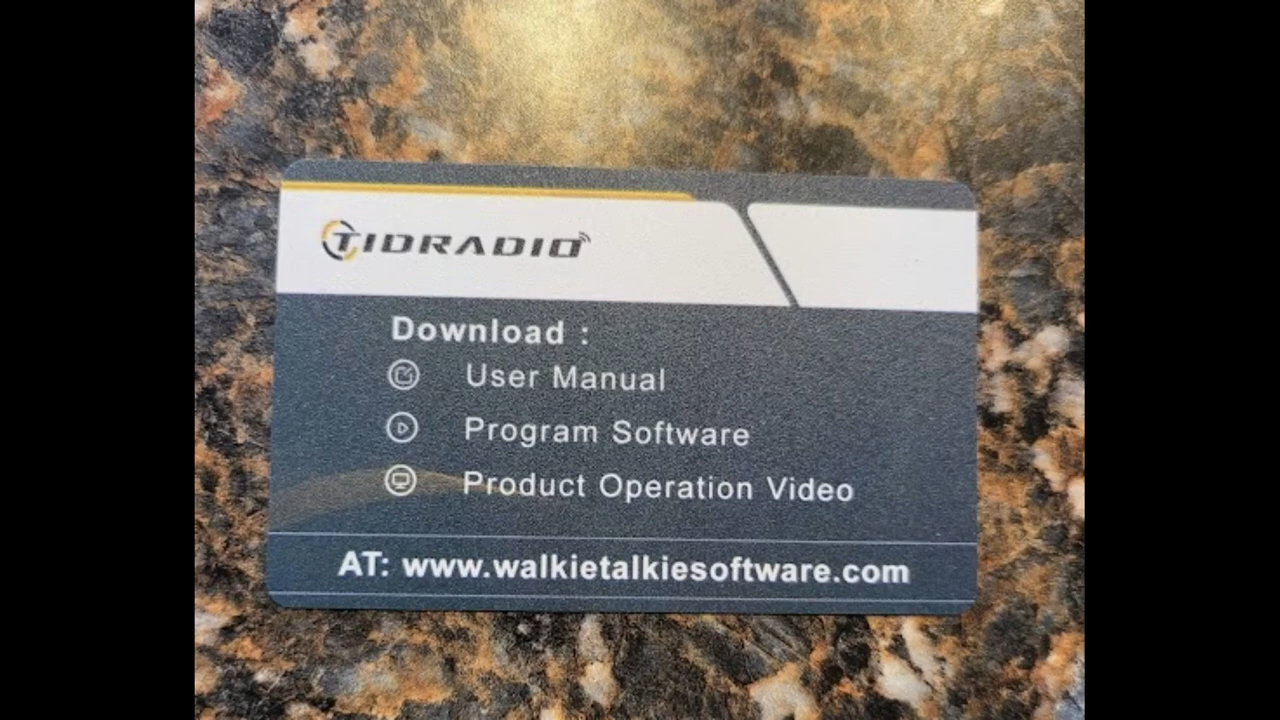 TIDRADIO
Download :
User Manual
Program Software
Product Operation Video
AT: www.walkietalkiesoftware.com